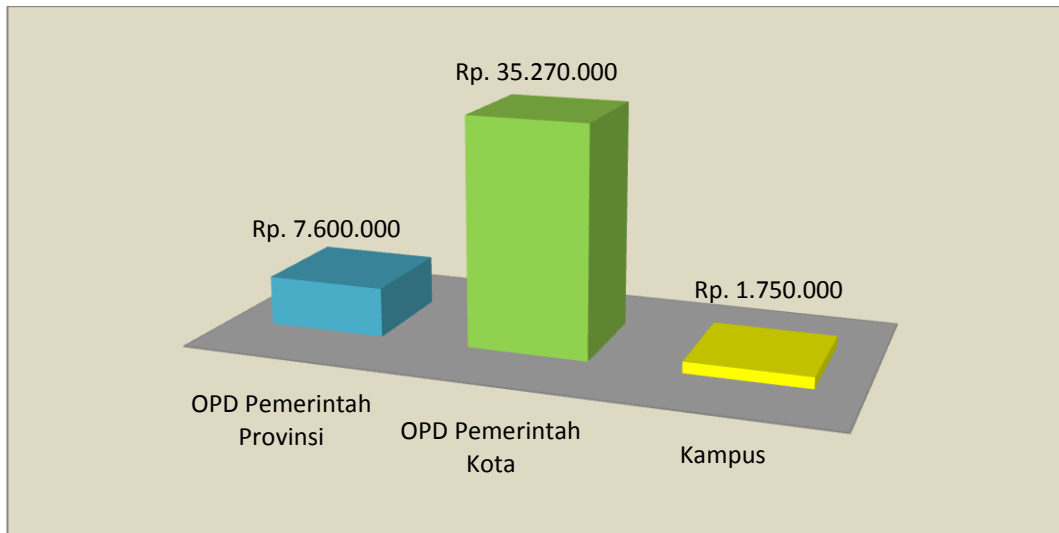 Rp. 35.270.000
Rp. 7.600.000
Rp. 1.750.000
OPD Pemerintah
Provinsi
OPD Pemerintah
Kota
Kampus